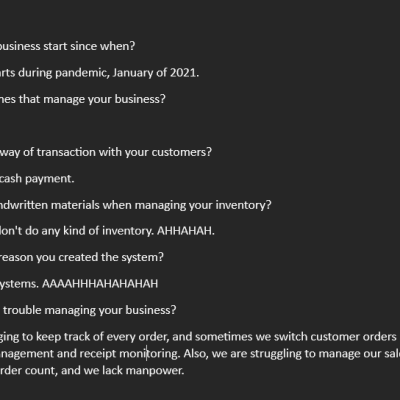 business start since when?
arts during pandemic, January of 2021.
nes that manage your business?
way of transaction with your customers?
cash payment.
ndwritten materials when managing your inventory?
don't do any kind of inventory. AHHAHAH.
reason you created the system?
ystems. AAAAHHHAHAHAHAH
trouble managing your business?
ging to keep track of every order, and sometimes we switch customer orders
nagement and receipt monitoring. Also, we are struggling to manage our sal
rder count, and we lack manpower.